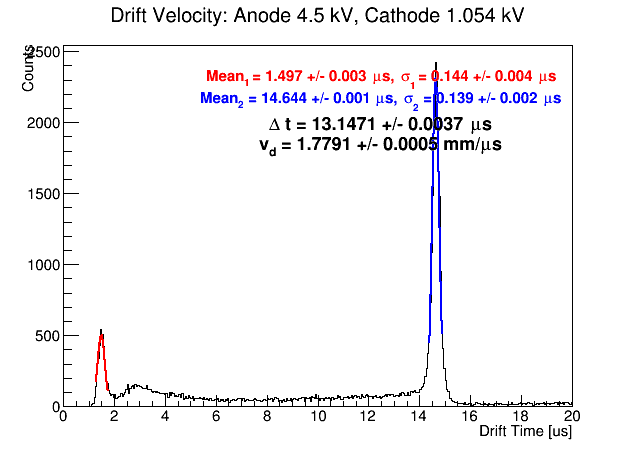 Drift Velocity: Anode 4.5 kV, Cathode 1.054 kV
Counts
2500
2000
1500
1000
500
0
Mean1 = 1.497 +/- 0.003 μs, σ1 = 0.144 +/- 0.004 μs
Mean2 = 14.644 +/- 0.001 μs, σ2 = 0.139 +/- 0.002 μs
Δ t = 13.1471 +/- 0.0037 μs
vd = 1.7791 +/- 0.0005 mm/μs
0 2 4 6 8 10 12 14 16 18 20
Drift Time [us]